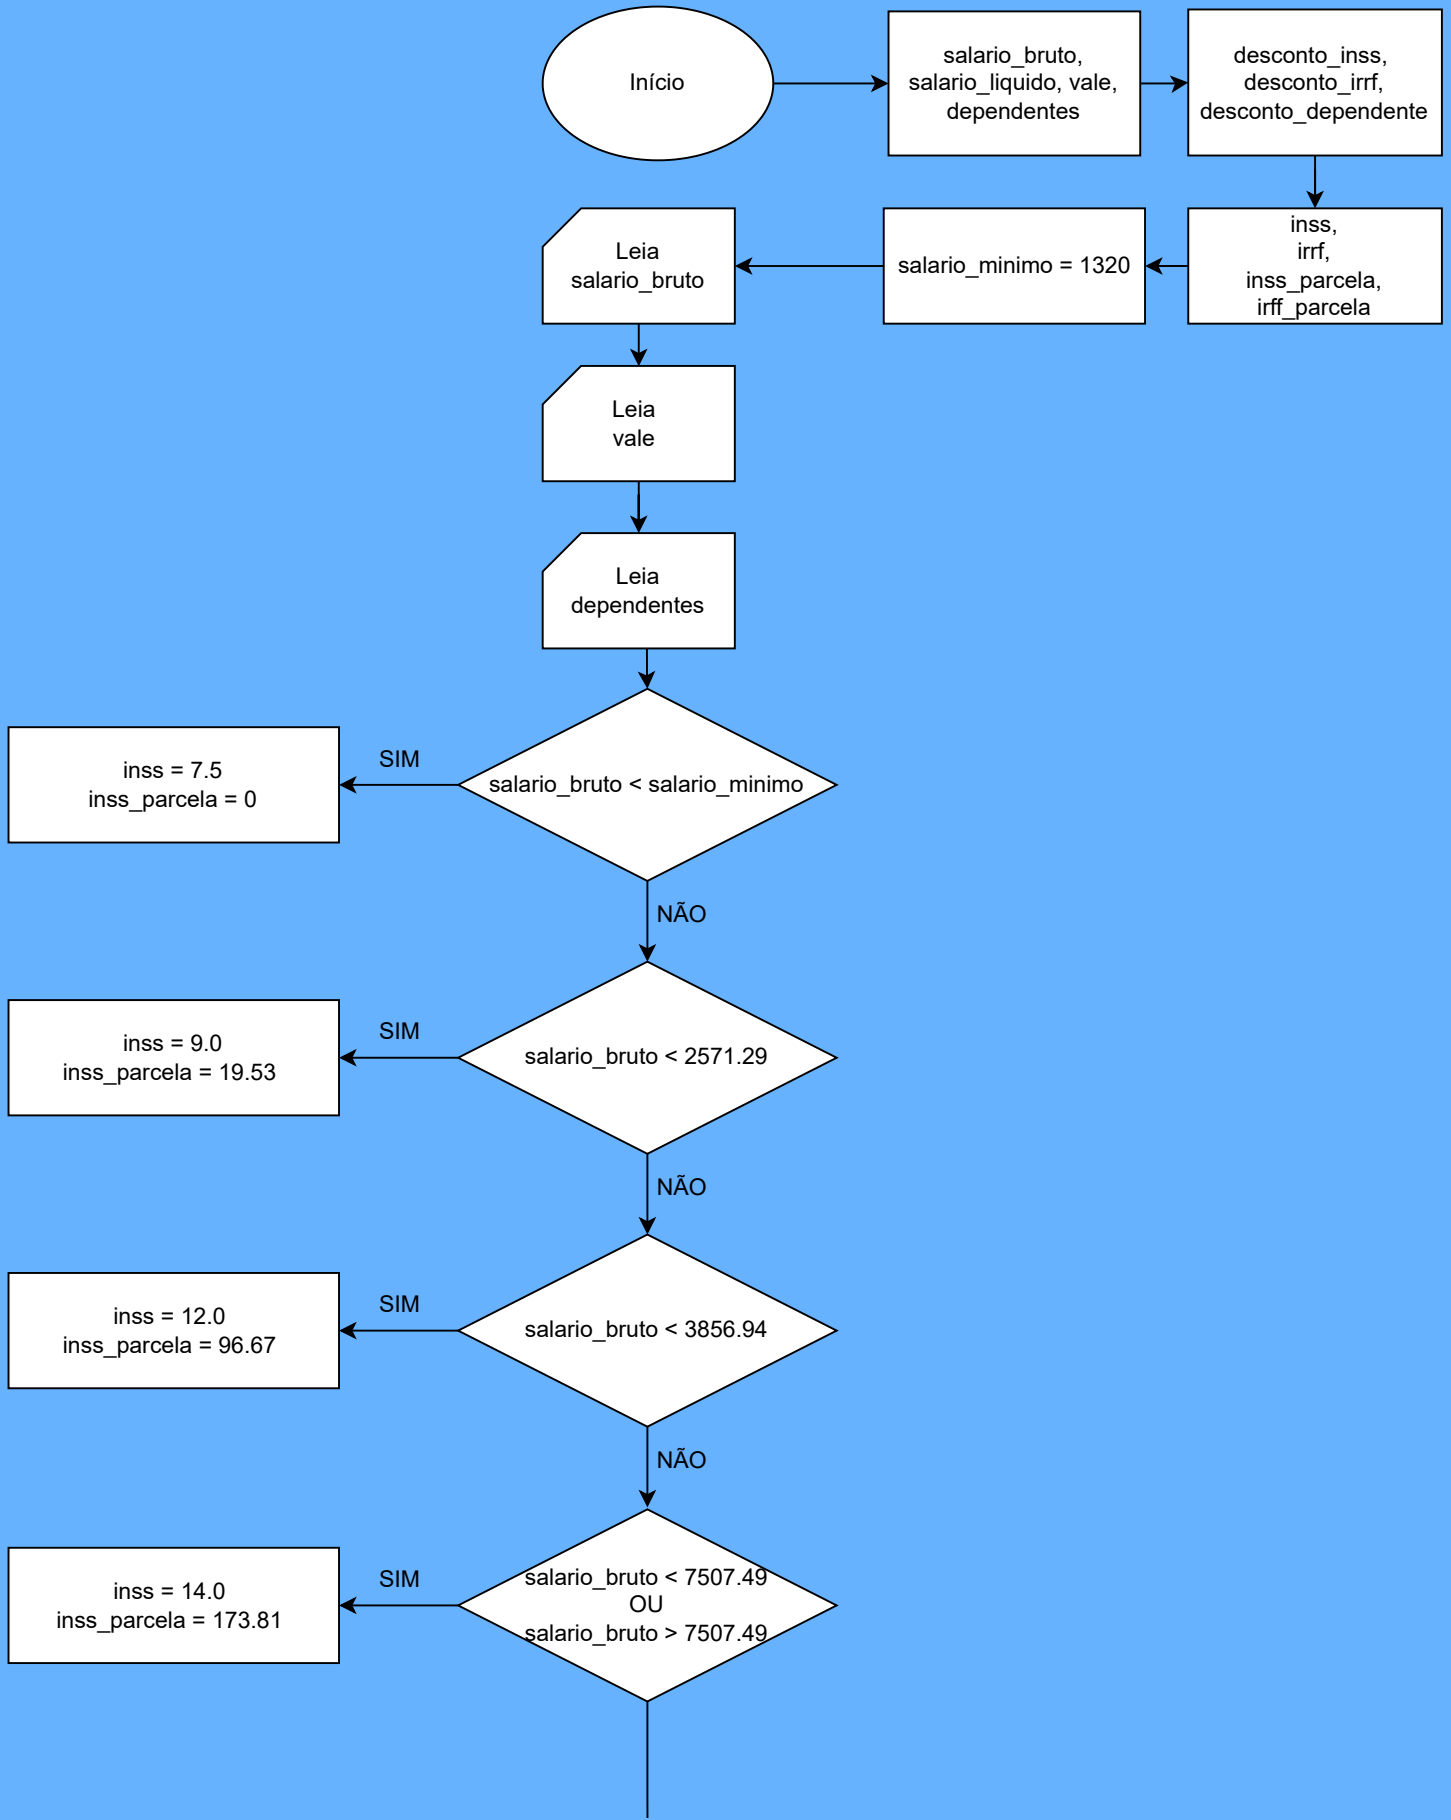 Início
salario_bruto,
salario_liquido, vale,
dependentes
desconto_inss,
desconto_irrf,
desconto_dependente
inss,
irrf,
inss_parcela,
irff_parcela
salario_minimo = 1320
Leia
salario_bruto
Leia
vale
Leia
dependentes
salario_bruto < salario_minimo
SIM
inss = 7.5
inss_parcela = 0
NÃO
salario_bruto < 2571.29
SIM
inss = 9.0
inss_parcela = 19.53
NÃO
salario_bruto < 3856.94
SIM
inss = 12.0
inss_parcela = 96.67
NÃO
salario_bruto < 7507.49
OU
salario_bruto > 7507.49
SIM
inss = 14.0
inss_parcela = 173.81